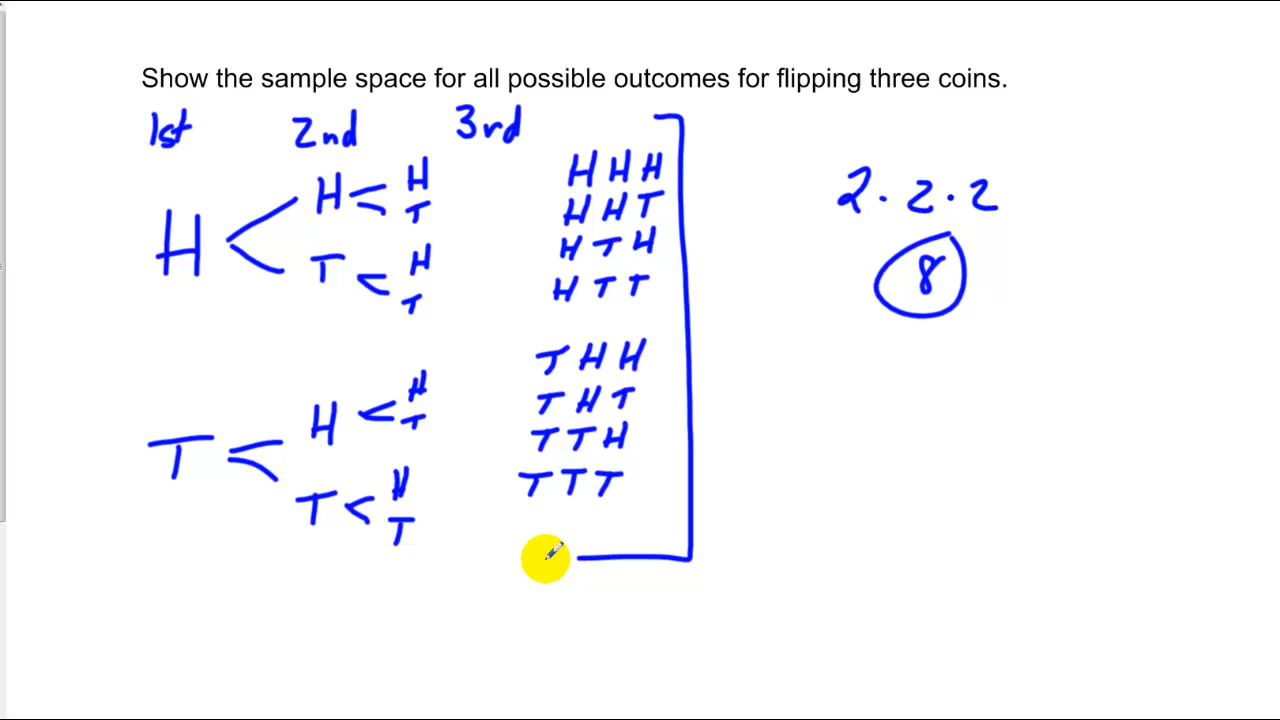 Show the sample space for all possible outcomes for flipping three coins.
1st 2nd 3rd
H H H T
T H T
T H H T
T H T
H H H
H H T
H T H
H T T
T H H
T H T
T T H
T T T
2 · 2 · 2
8